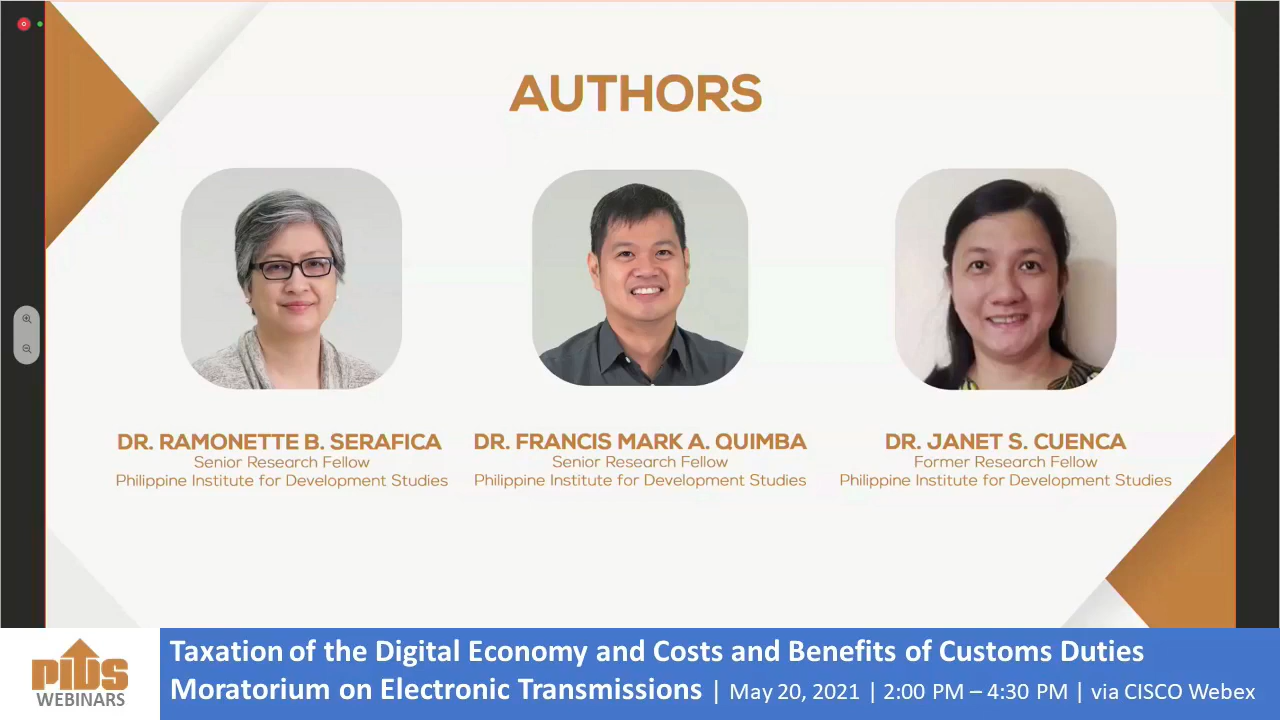 AUTHORS
DR. RAMONETTE B. SERAFICA
Senior Research Fellow
Philippine Institute for Development Studies
DR. FRANCIS MARK A. QUIMBA
Senior Research Fellow
Philippine Institute for Development Studies
DR. JANET S. CUENCA
Former Research Fellow
Philippine Institute for Development Studies
PIDS
WEBINARS
Taxation of the Digital Economy and Costs and Benefits of Customs Duties
Moratorium on Electronic Transmissions | May 20, 2021 | 2:00 PM – 4:30 PM | via CISCO Webex